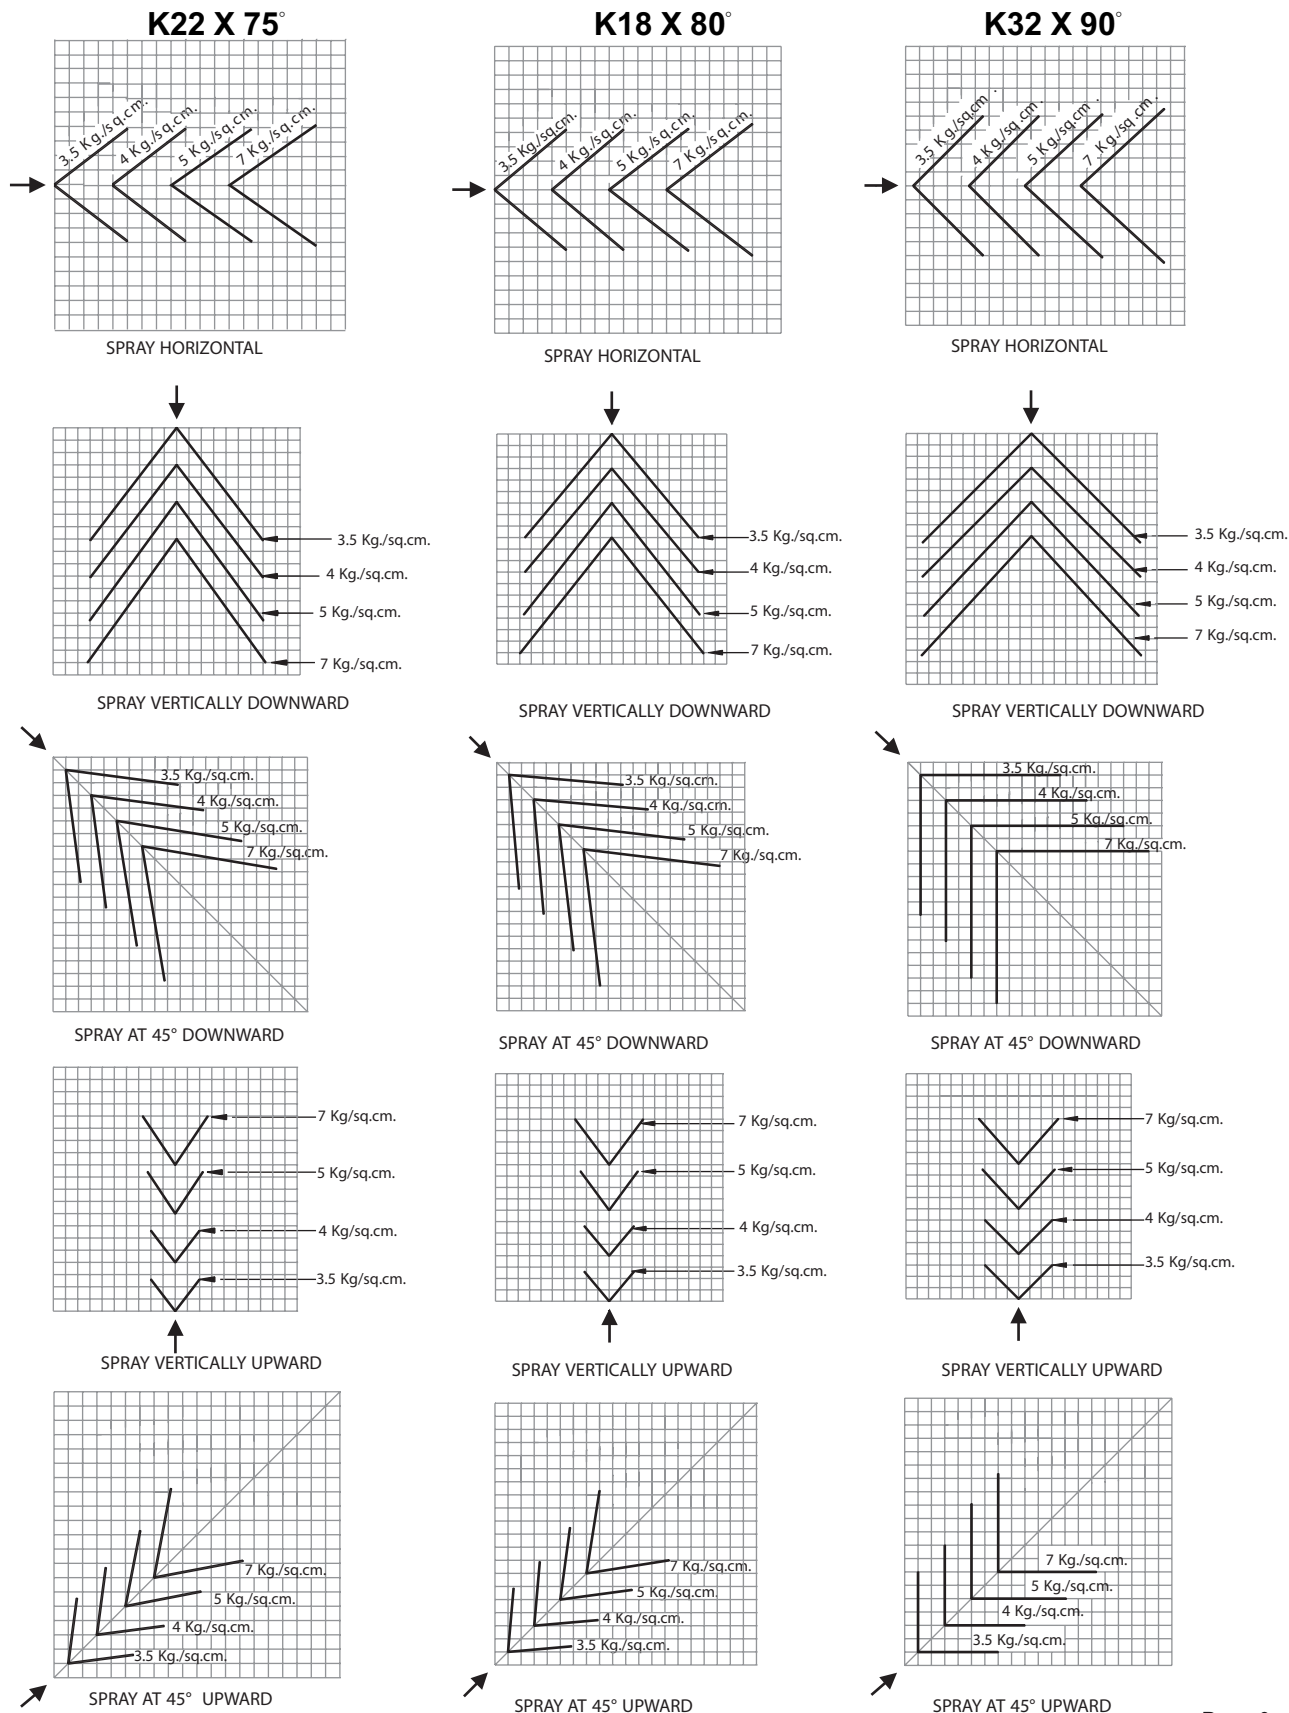 K22 X 75°
K18 X 80°
K32 X 90°
3.5 Kg./sq.cm.
4 Kg./sq.cm.
5 Kg./sq.cm.
7 Kg./sq.cm.
SPRAY HORIZONTAL
3.5 Kg./sq.cm.
4 Kg./sq.cm.
5 Kg./sq.cm.
7 Kg./sq.cm.
SPRAY HORIZONTAL
3.5 Kg./sq.cm.
4 Kg./sq.cm.
5 Kg./sq.cm.
7 Kg./sq.cm.
SPRAY HORIZONTAL
3.5 Kg./sq.cm.
4 Kg./sq.cm.
5 Kg./sq.cm.
7 Kg./sq.cm.
SPRAY VERTICALLY DOWNWARD
3.5 Kg./sq.cm.
4 Kg./sq.cm.
5 Kg./sq.cm.
7 Kg./sq.cm.
SPRAY VERTICALLY DOWNWARD
3.5 Kg./sq.cm.
4 Kg./sq.cm.
5 Kg./sq.cm.
7 Kg./sq.cm.
SPRAY VERTICALLY DOWNWARD
3.5 Kg./sq.cm.
4 Kg./sq.cm.
5 Kg./sq.cm.
7 Kg./sq.cm.
SPRAY AT 45° DOWNWARD
3.5 Kg./sq.cm.
4 Kg./sq.cm.
5 Kg./sq.cm.
7 Kg./sq.cm.
SPRAY AT 45° DOWNWARD
3.5 Kg./sq.cm.
4 Kg./sq.cm.
5 Kg./sq.cm.
7 Kg./sq.cm.
SPRAY AT 45° DOWNWARD
7 Kg/sq.cm.
5 Kg/sq.cm.
4 Kg/sq.cm.
3.5 Kg/sq.cm.
SPRAY VERTICALLY UPWARD
7 Kg/sq.cm.
5 Kg/sq.cm.
4 Kg/sq.cm.
3.5 Kg/sq.cm.
SPRAY VERTICALLY UPWARD
7 Kg/sq.cm.
5 Kg/sq.cm.
4 Kg/sq.cm.
3.5 Kg/sq.cm.
SPRAY VERTICALLY UPWARD
7 Kg./sq.cm.
5 Kg./sq.cm.
4 Kg./sq.cm.
3.5 Kg./sq.cm.
SPRAY AT 45° UPWARD
7 Kg./sq.cm.
5 Kg./sq.cm.
4 Kg./sq.cm.
3.5 Kg./sq.cm.
SPRAY AT 45° UPWARD
7 Kg./sq.cm.
5 Kg./sq.cm.
4 Kg./sq.cm.
3.5 Kg./sq.cm.
SPRAY AT 45° UPWARD